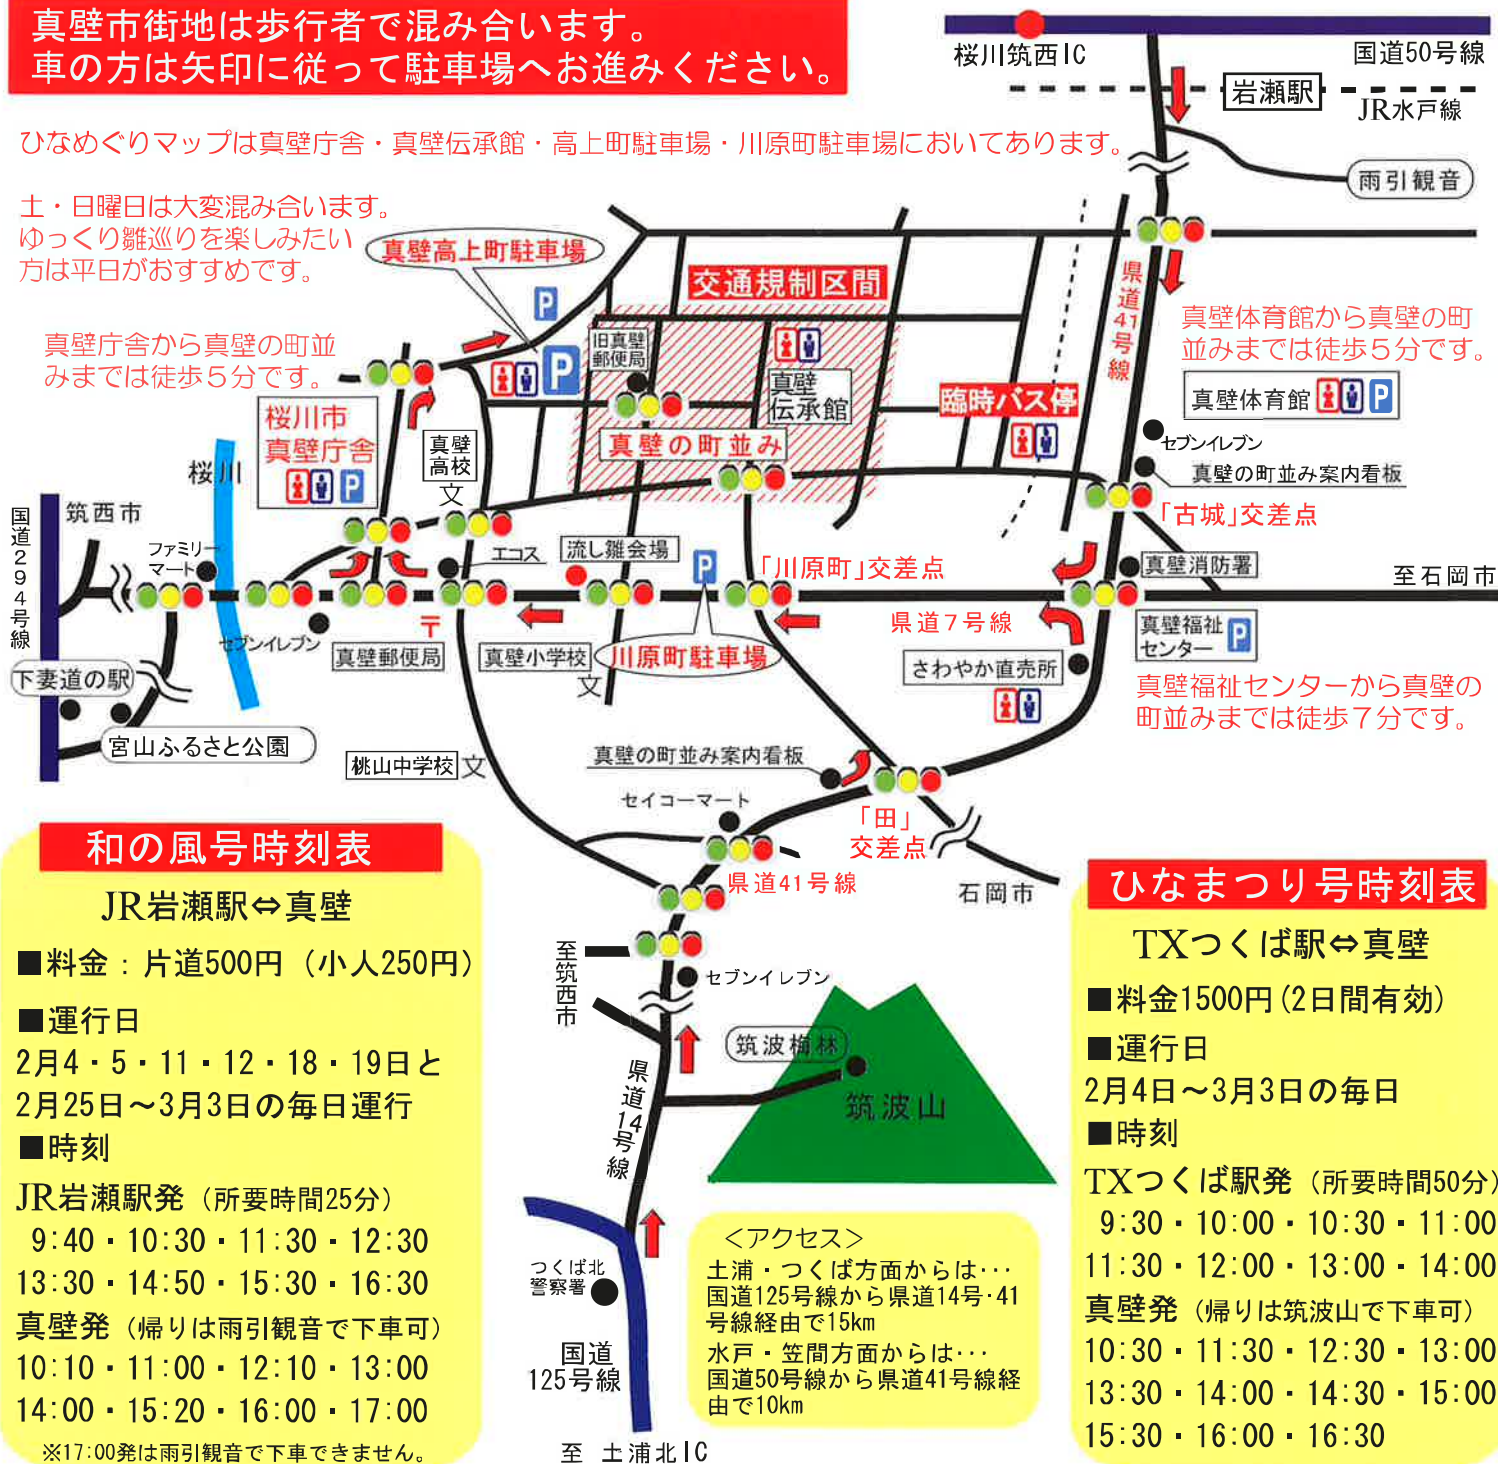 真壁市街地は歩行者で混み合います。
車の方は矢印に従って駐車場へお進みください。
桜川筑西IC
国道50号線
岩瀬駅
JR水戸線
ひなめぐりマップは真壁庁舎・真壁伝承館・高上町駐車場・川原町駐車場においてあります。
雨引観音
土・日曜日は大変混み合います。
ゆっくり雛巡りを楽しみたい
方は平日がおすすめです。
真壁高上町駐車場
P
交通規制区間
県道41号線
真壁体育館から真壁の町
並みまでは徒歩5分です。
真壁庁舎から真壁の町並
みまでは徒歩5分です。
P
旧真壁
郵便局
真壁
伝承館
臨時バス停
真壁体育館 P
桜川市
真壁庁舎
P
真壁
高校
文
真壁の町並み
セブンイレブン
真壁の町並み案内看板
桜川
「古城」交差点
国道294号線
筑西市
ファミリー
マート
エコス
流し雛会場
P
「川原町」交差点
真壁消防署
至石岡市
セブンイレブン
〒
真壁郵便局
真壁小学校
文
川原町駐車場
県道7号線
さわやか直売所
真壁福祉
センター P
下妻道の駅
宮山ふるさと公園
真壁福祉センターから真壁の
町並みまでは徒歩7分です。
桃山中学校 文
真壁の町並み案内看板
セイコーマート
「田」
交差点
県道41号線
石岡市
至筑西市
セブンイレブン
筑波梅林
筑波山
県道14号線
つくば北
警察署
国道
125号線
至 土浦北IC
和の風号時刻表
JR岩瀬駅⇔真壁
■料金：片道500円（小人250円）
■運行日
2月4・5・11・12・18・19日と
2月25日～3月3日の毎日運行
■時刻
JR岩瀬駅発（所要時間25分）
9:40・10:30・11:30・12:30
13:30・14:50・15:30・16:30
真壁発（帰りは雨引観音で下車可）
10:10・11:00・12:10・13:00
14:00・15:20・16:00・17:00
※17:00発は雨引観音で下車できません。
＜アクセス＞
土浦・つくば方面からは…
国道125号線から県道14号・41
号線経由で15km
水戸・笠間方面からは…
国道50号線から県道41号線経
由で10km
ひなまつり号時刻表
TXつくば駅⇔真壁
■料金1500円(2日間有効)
■運行日
2月4日～3月3日の毎日
■時刻
TXつくば駅発（所要時間50分）
9:30・10:00・10:30・11:00
11:30・12:00・13:00・14:00
真壁発（帰りは筑波山で下車可）
10:30・11:30・12:30・13:00
13:30・14:00・14:30・15:00
15:30・16:00・16:30